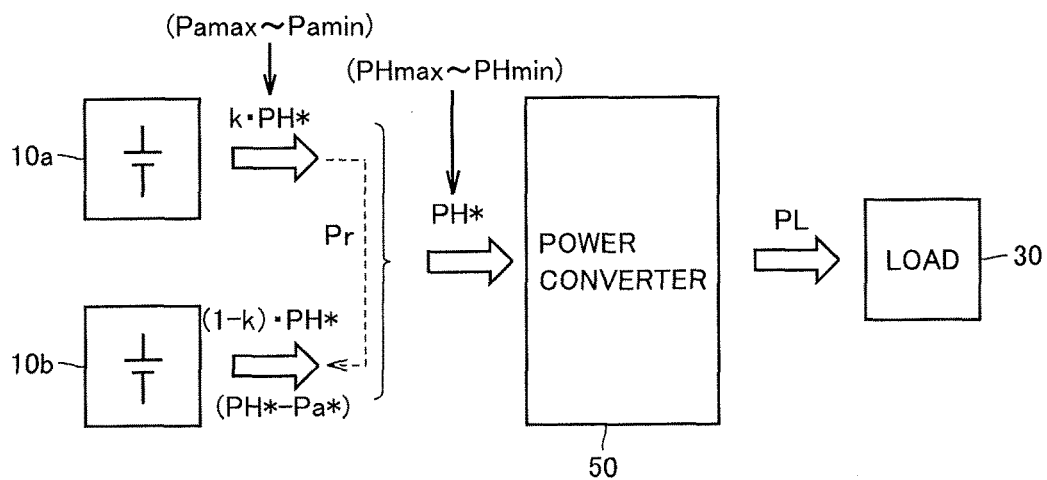 (Pamax~Pamin)
(PHmax~PHmin)
k·PH*
10a
Pr
PH*
POWER
CONVERTER
PL
LOAD
30
(1-k)·PH*
10b
(PH*-Pa*)
50